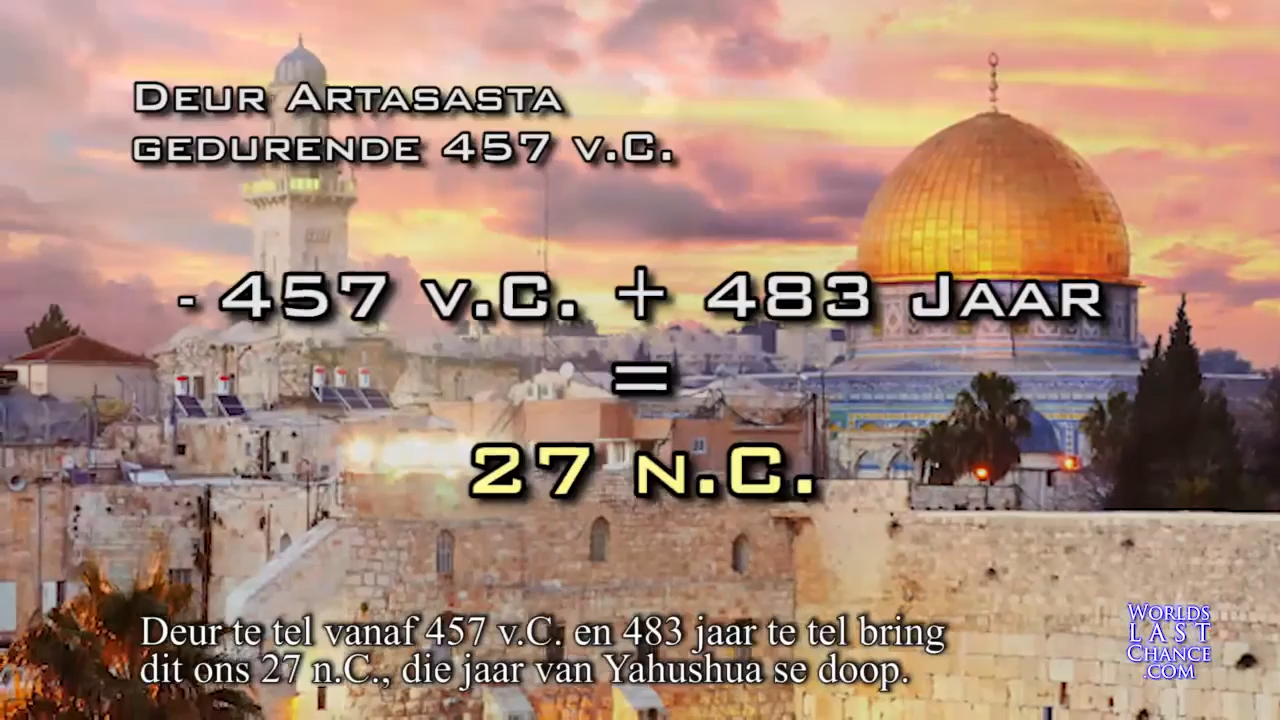 Deur Artasasta
gedurende 457 v.C.
- 457 v.C. + 483 Jaar
=
27 n.C.
Deur te tel vanaf 457 v.C. en 483 jaar te tel bring
dit ons 27 n.C., die jaar van Yahushua se doop.
Worlds
Last
Chance
.com